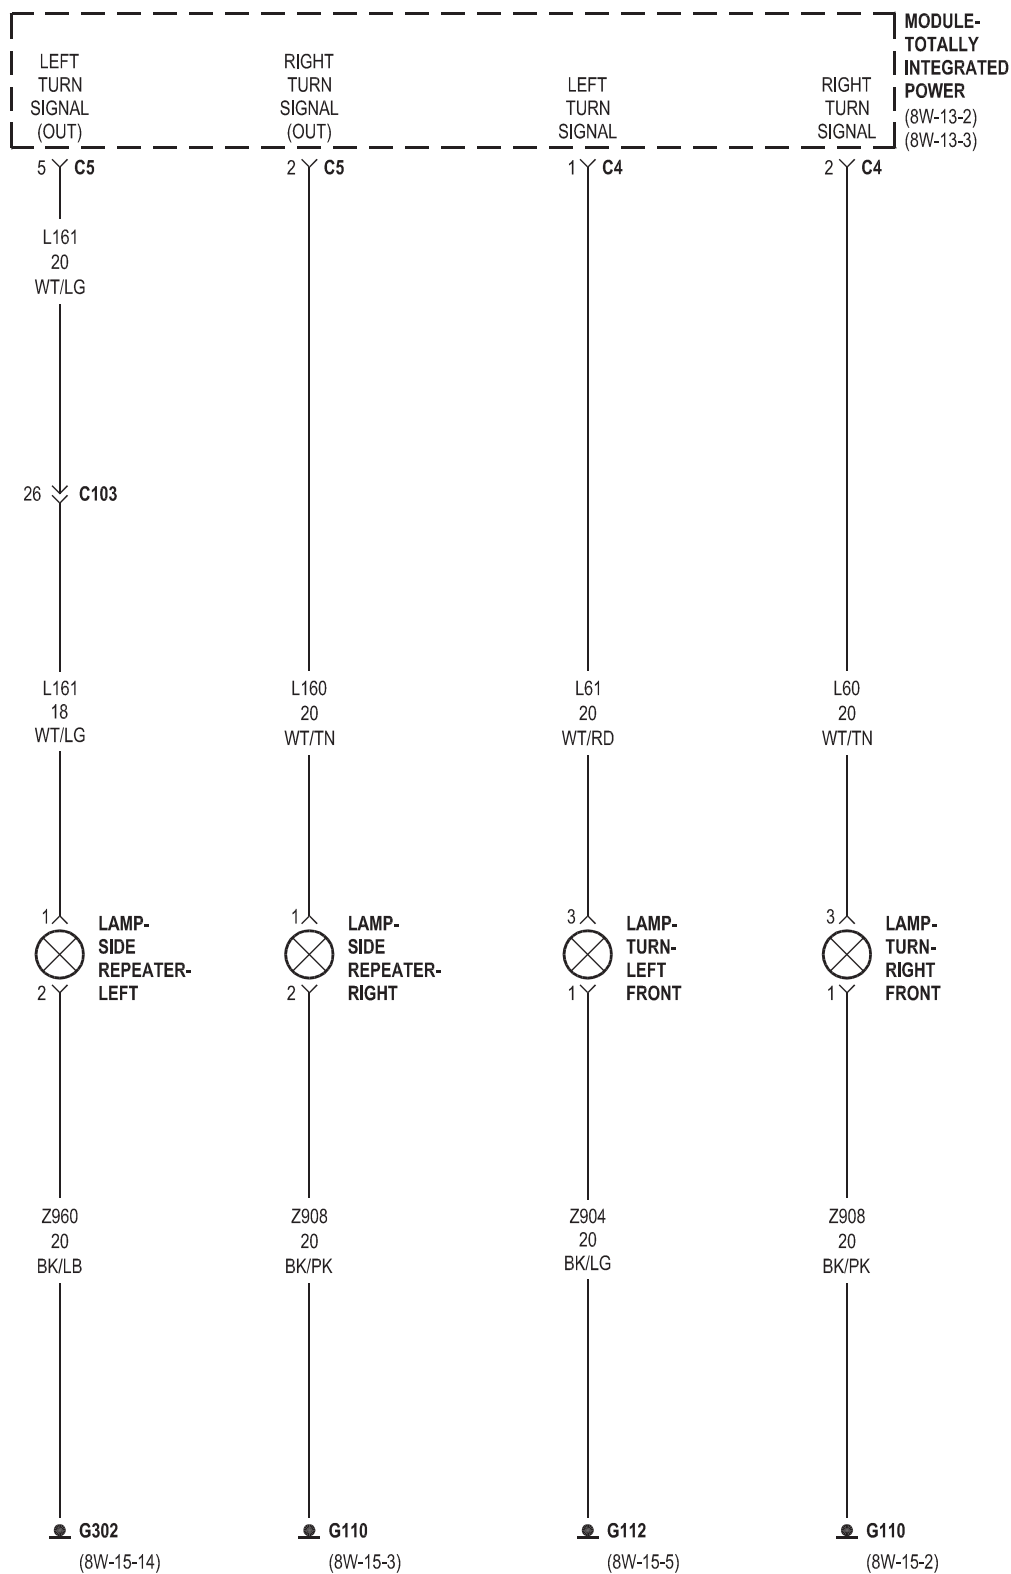 MODULE-
TOTALLY
INTEGRATED
POWER
(8W-13-2)
(8W-13-3)
LEFT
TURN
SIGNAL
(OUT)
RIGHT
TURN
SIGNAL
(OUT)
LEFT
TURN
SIGNAL
RIGHT
TURN
SIGNAL
5 C5
2 C5
1 C4
2 C4
L161
20
WT/LG
26 C103
L161
18
WT/LG
L160
20
WT/TN
L61
20
WT/RD
L60
20
WT/TN
1
LAMP-
SIDE
REPEATER-
LEFT
2
1
LAMP-
SIDE
REPEATER-
RIGHT
2
3
LAMP-
TURN-
LEFT
FRONT
1
3
LAMP-
TURN-
RIGHT
FRONT
1
Z960
20
BK/LB
Z908
20
BK/PK
Z904
20
BK/LG
Z908
20
BK/PK
G302
(8W-15-14)
G110
(8W-15-3)
G112
(8W-15-5)
G110
(8W-15-2)